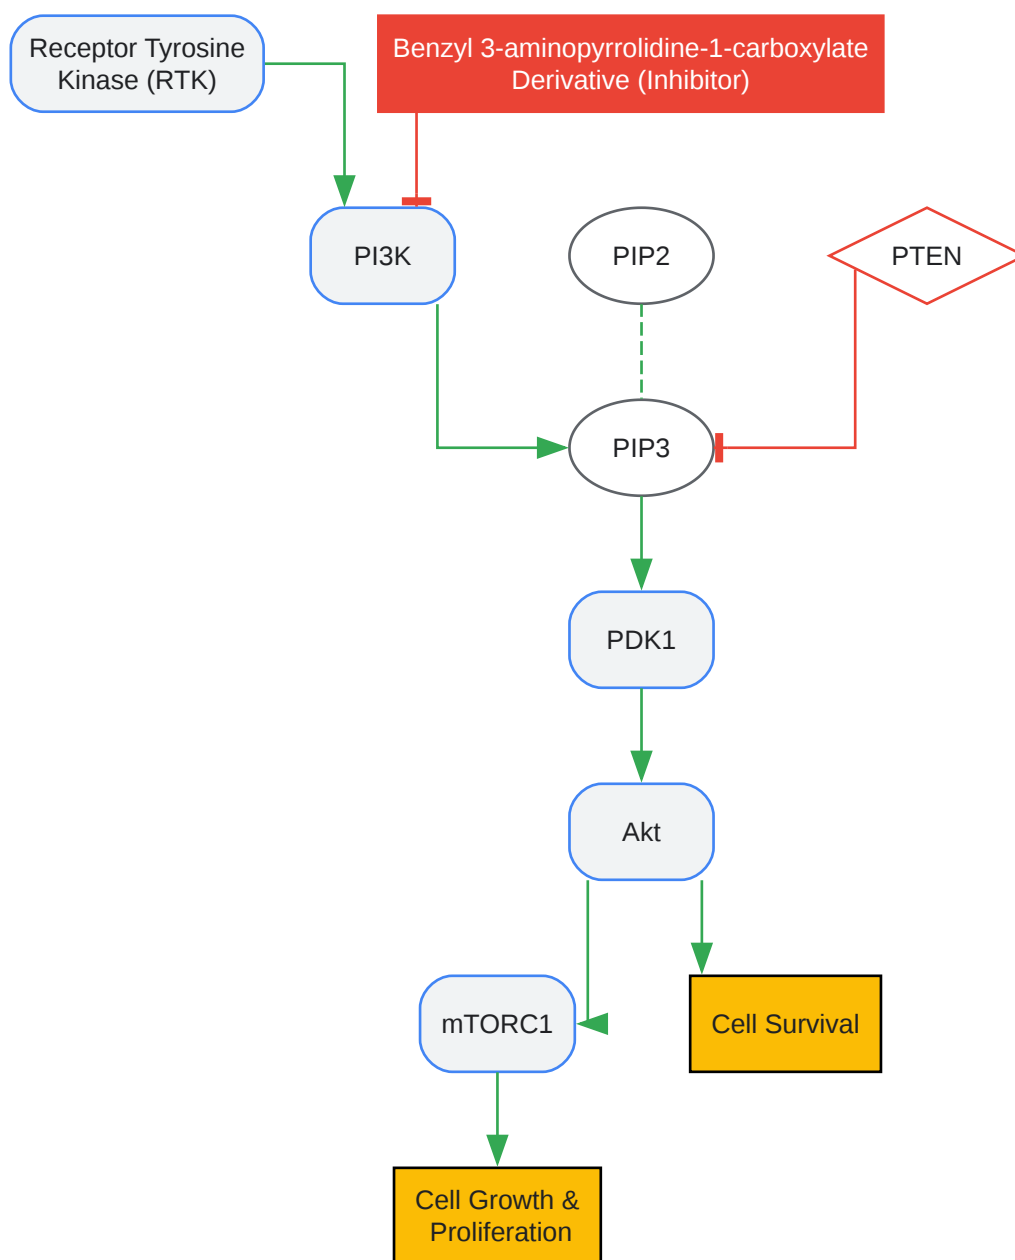 Receptor Tyrosine
Kinase (RTK)
Benzyl 3-aminopyrrolidine-1-carboxylate
Derivative (Inhibitor)
PI3K
PIP2
PTEN
PIP3
PDK1
Akt
mTORC1
Cell Survival
Cell Growth &
Proliferation